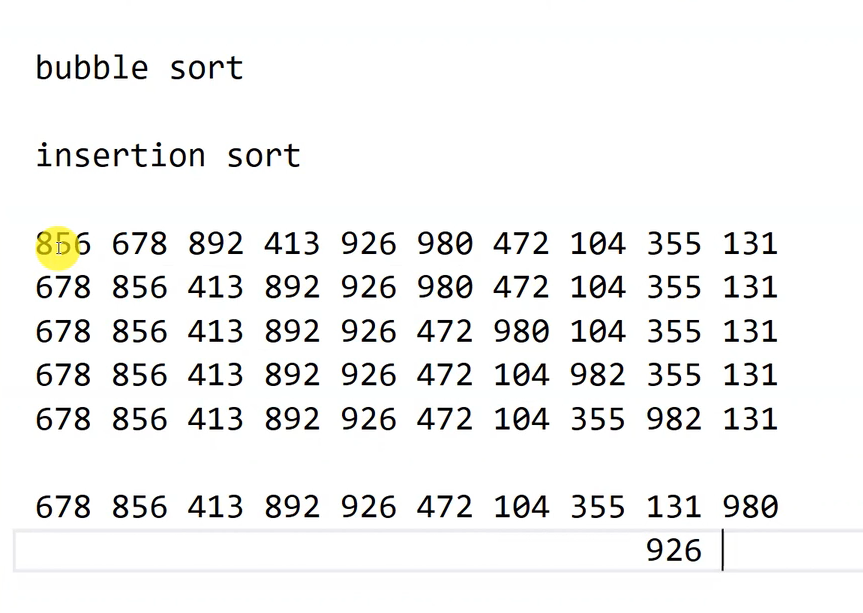 bubble sort
insertion sort
856 678 892 413 926 980 472 104 355 131
678 856 413 892 926 980 472 104 355 131
678 856 413 892 926 472 980 104 355 131
678 856 413 892 926 472 104 982 355 131
678 856 413 892 926 472 104 355 982 131
678 856 413 892 926 472 104 355 131 980
926